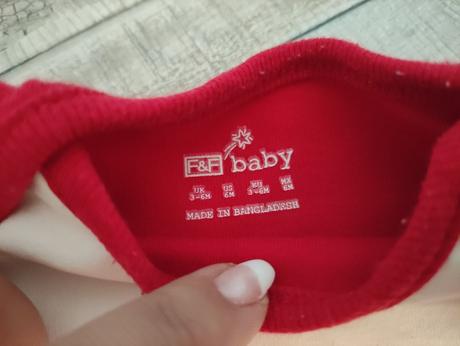 F&F baby
UK US EU MX
3-6M 6M 3-6M 6M
MADE IN BANGLADESH